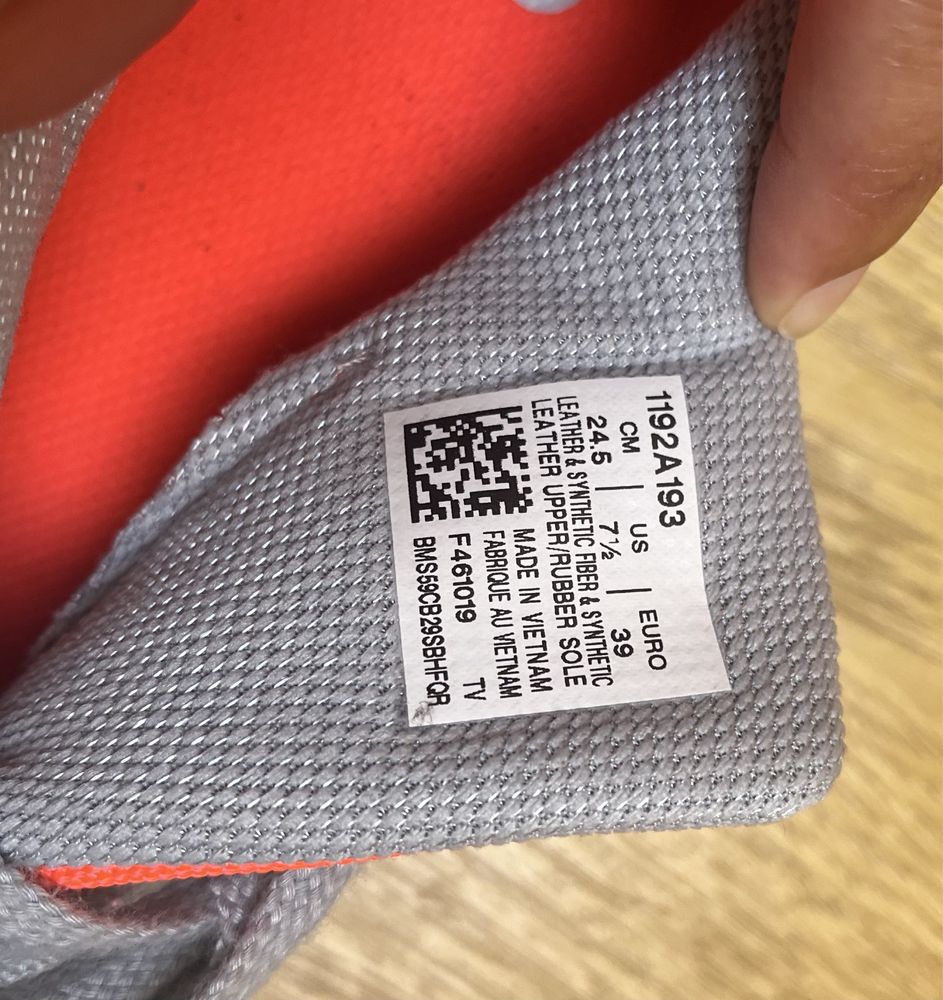 1192A193
CM | US | EURO
24.5 | 7½ | 39
LEATHER & SYNTHETIC FIBER & SYNTHETIC
LEATHER UPPER/RUBBER SOLE
MADE IN VIETNAM
FABRIQUE AU VIETNAM
F461019 TV
BMS59CB29SBHFQR